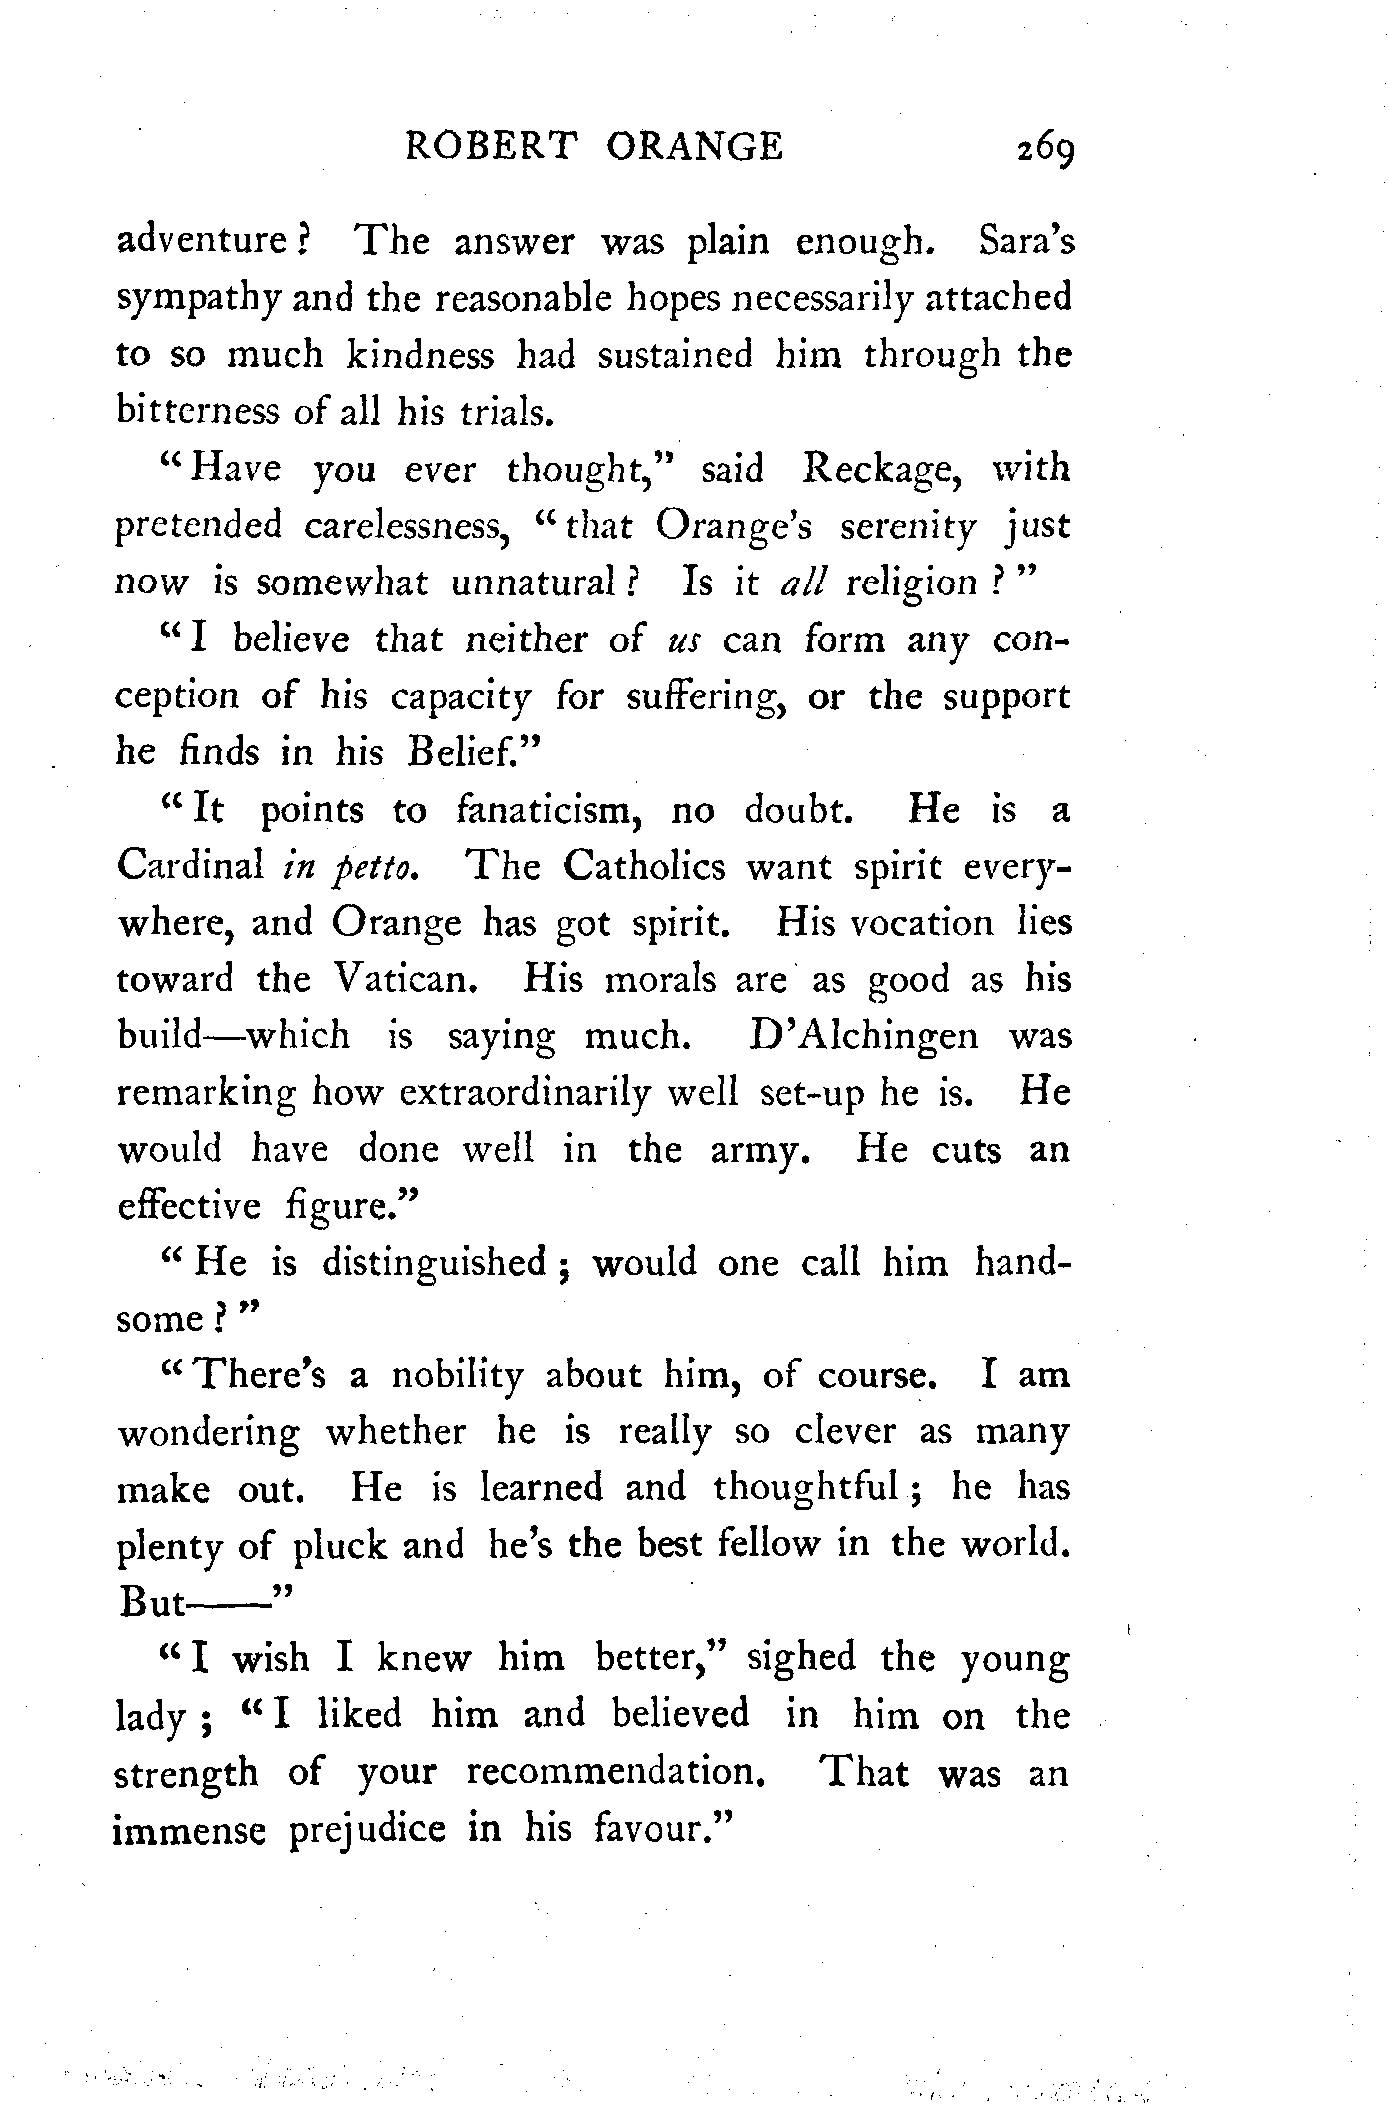 ROBERT ORANGE 269
adventure? The answer was plain enough. Sara's
sympathy and the reasonable hopes necessarily attached
to so much kindness had sustained him through the
bitterness of all his trials.
"Have you ever thought," said Reckage, with
pretended carelessness, "that Orange's serenity just
now is somewhat unnatural? Is it all religion?"
"I believe that neither of us can form any con-
ception of his capacity for suffering, or the support
he finds in his Belief."
"It points to fanaticism, no doubt. He is a
Cardinal in petto. The Catholics want spirit every-
where, and Orange has got spirit. His vocation lies
toward the Vatican. His morals are as good as his
build—which is saying much. D'Alchingen was
remarking how extraordinarily well set-up he is. He
would have done well in the army. He cuts an
effective figure."
"He is distinguished; would one call him hand-
some?"
"There's a nobility about him, of course. I am
wondering whether he is really so clever as many
make out. He is learned and thoughtful; he has
plenty of pluck and he's the best fellow in the world.
But——"
"I wish I knew him better," sighed the young
lady; "I liked him and believed in him on the
strength of your recommendation. That was an
immense prejudice in his favour."